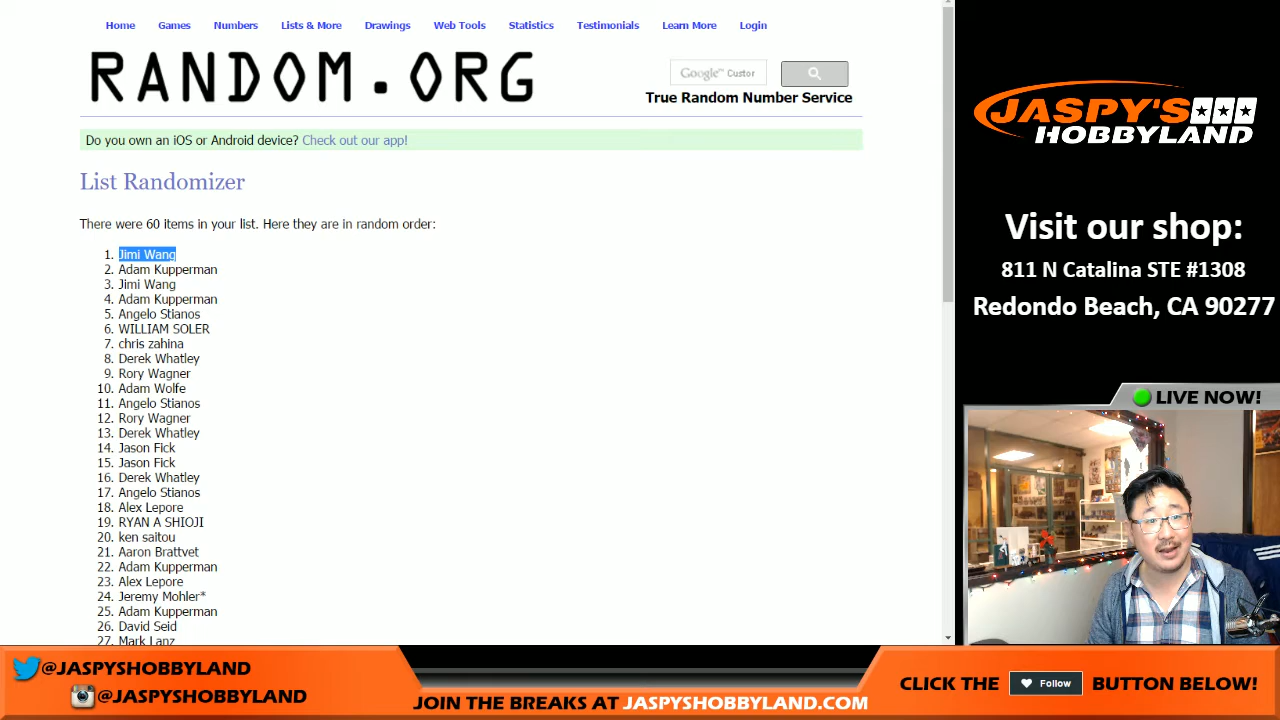 Home Games Numbers Lists & More Drawings Web Tools Statistics Testimonials Learn More Login
RANDOM.ORG
Google™ Custor
True Random Number Service
Do you own an iOS or Android device? Check out our app!
List Randomizer
There were 60 items in your list. Here they are in random order:
1. Jimi Wang
2. Adam Kupperman
3. Jimi Wang
4. Adam Kupperman
5. Angelo Stianos
6. WILLIAM SOLER
7. chris zahina
8. Derek Whatley
9. Rory Wagner
10. Adam Wolfe
11. Angelo Stianos
12. Rory Wagner
13. Derek Whatley
14. Jason Fick
15. Jason Fick
16. Derek Whatley
17. Angelo Stianos
18. Alex Lepore
19. RYAN A SHIOJI
20. ken saitou
21. Aaron Brattvet
22. Adam Kupperman
23. Alex Lepore
24. Jeremy Mohler*
25. Adam Kupperman
26. David Seid
27. Mark Lanz
JASPY'S
HOBBYLAND
Visit our shop:
811 N Catalina STE #1308
Redondo Beach, CA 90277
LIVE NOW!
@JASPYSHOBBYLAND
@JASPYSHOBBYLAND
JOIN THE BREAKS AT JASPYSHOBBYLAND.COM
CLICK THE Follow BUTTON BELOW!